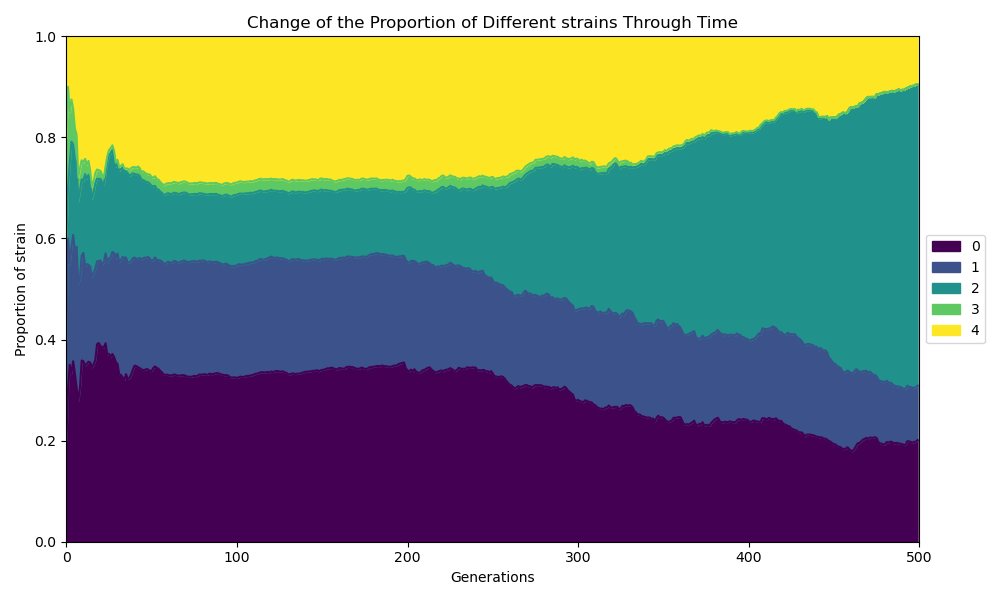 Change of the Proportion of Different strains Through Time
1.0
0.8
0.6
0.4
0.2
0.0
Proportion of strain
0 100 200 300 400 500
Generations
0
1
2
3
4